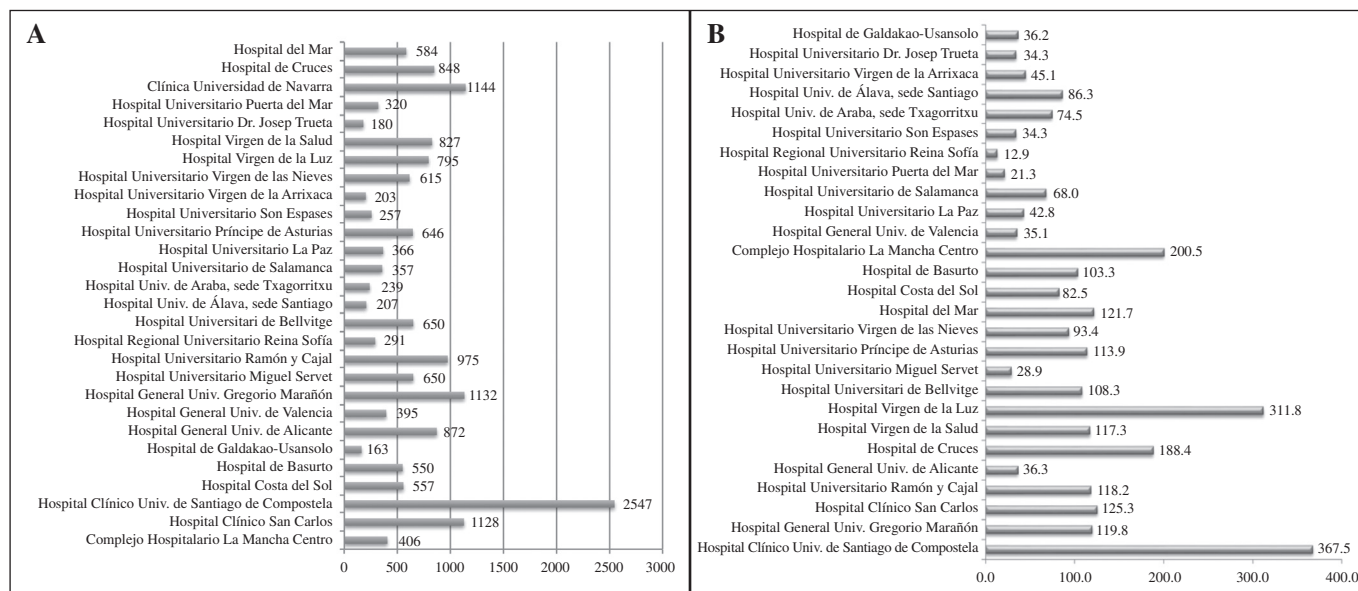 A
Hospital del Mar 584
Hospital de Cruces 848
Clínica Universidad de Navarra 1144
Hospital Universitario Puerta del Mar 320
Hospital Universitario Dr. Josep Trueta 180
Hospital Virgen de la Salud 827
Hospital Virgen de la Luz 795
Hospital Universitario Virgen de las Nieves 615
Hospital Universitario Virgen de la Arrixaca 203
Hospital Universitario Son Espases 257
Hospital Universitario Príncipe de Asturias 646
Hospital Universitario La Paz 366
Hospital Universitario de Salamanca 357
Hospital Univ. de Araba, sede Txagorritxu 239
Hospital Univ. de Álava, sede Santiago 207
Hospital Universitari de Bellvitge 650
Hospital Regional Universitario Reina Sofía 291
Hospital Universitario Ramón y Cajal 975
Hospital Universitario Miguel Servet 650
Hospital General Univ. Gregorio Marañón 1132
Hospital General Univ. de Valencia 395
Hospital General Univ. de Alicante 872
Hospital de Galdakao-Usansolo 163
Hospital de Basurto 550
Hospital Costa del Sol 557
Hospital Clínico Univ. de Santiago de Compostela 2547
Hospital Clínico San Carlos 1128
Complejo Hospitalario La Mancha Centro 406
0 500 1000 1500 2000 2500 3000
B
Hospital de Galdakao-Usansolo 36.2
Hospital Universitario Dr. Josep Trueta 34.3
Hospital Universitario Virgen de la Arrixaca 45.1
Hospital Univ. de Álava, sede Santiago 86.3
Hospital Univ. de Araba, sede Txagorritxu 74.5
Hospital Universitario Son Espases 34.3
Hospital Regional Universitario Reina Sofía 12.9
Hospital Universitario Puerta del Mar 21.3
Hospital Universitario de Salamanca 68.0
Hospital Universitario La Paz 42.8
Hospital General Univ. de Valencia 35.1
Complejo Hospitalario La Mancha Centro 200.5
Hospital de Basurto 103.3
Hospital Costa del Sol 82.5
Hospital del Mar 121.7
Hospital Universitario Virgen de las Nieves 93.4
Hospital Universitario Príncipe de Asturias 113.9
Hospital Universitario Miguel Servet 28.9
Hospital Universitari de Bellvitge 108.3
Hospital Virgen de la Luz 311.8
Hospital Virgen de la Salud 117.3
Hospital de Cruces 188.4
Hospital General Univ. de Alicante 36.3
Hospital Universitario Ramón y Cajal 118.2
Hospital Clínico San Carlos 125.3
Hospital General Univ. Gregorio Marañón 119.8
Hospital Clínico Univ. de Santiago de Compostela 367.5
0.0 100.0 200.0 300.0 400.0